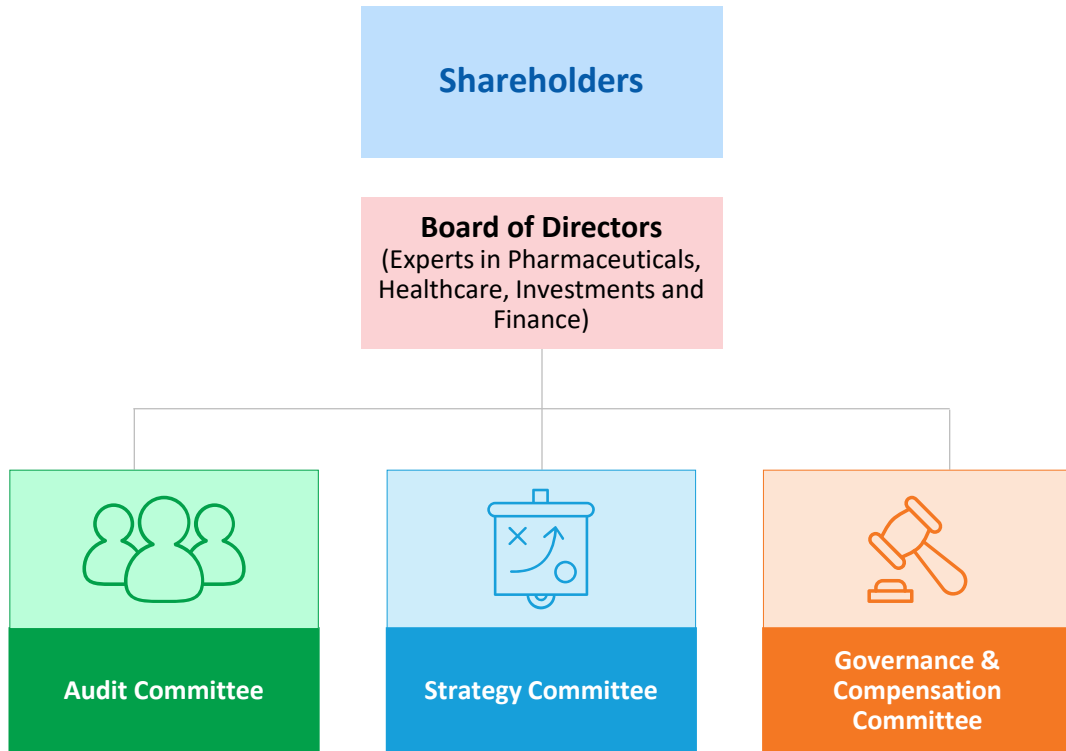 Shareholders
Board of Directors
(Experts in Pharmaceuticals,
Healthcare, Investments and
Finance)
Audit Committee
Strategy Committee
Governance &
Compensation
Committee